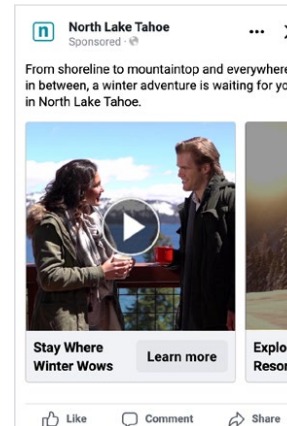 n
North Lake Tahoe
Sponsored ·
From shoreline to mountaintop and everywhere
in between, a winter adventure is waiting for yo
in North Lake Tahoe.
Stay Where
Winter Wows
Learn more
Explo
Resor
Like
Comment
Share